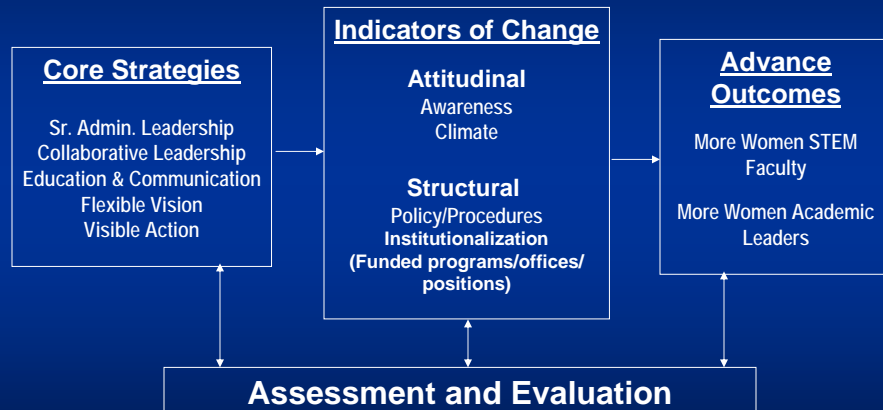 Core Strategies
Sr. Admin. Leadership
Collaborative Leadership
Education & Communication
Flexible Vision
Visible Action
Indicators of Change
Attitudinal
Awareness
Climate
Structural
Policy/Procedures
Institutionalization
(Funded programs/offices/
positions)
Advance
Outcomes
More Women STEM
Faculty
More Women Academic
Leaders
Assessment and Evaluation